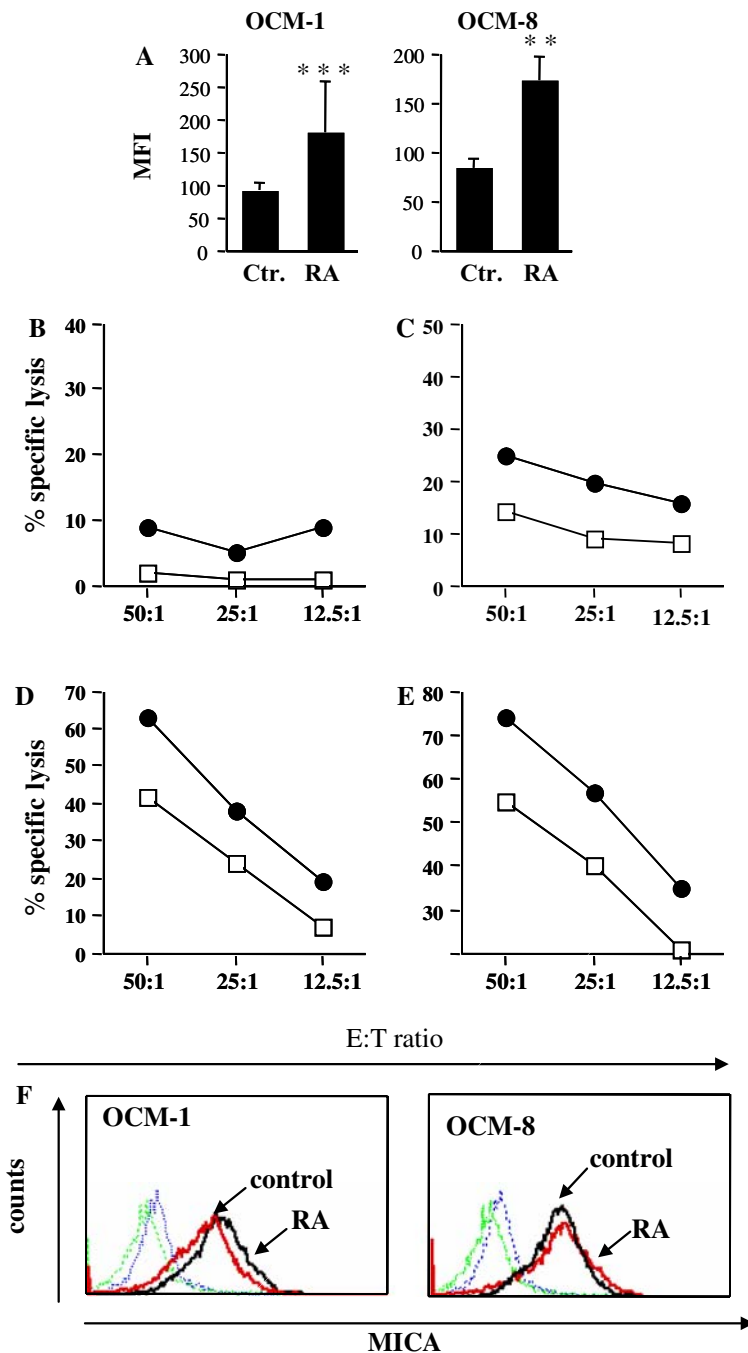 OCM-1 OCM-8
A
MFI
300
250
200
150
100
50
0
* * *
Ctr. RA
200
150
100
50
0
* *
Ctr. RA
B
% specific lysis
40
30
20
10
0
50:1 25:1 12.5:1
C
50
40
30
20
10
0
50:1 25:1 12.5:1
D
% specific lysis
70
60
50
40
30
20
10
0
50:1 25:1 12.5:1
E
80
70
60
50
40
30
50:1 25:1 12.5:1
E:T ratio
F
counts
OCM-1
control
RA
OCM-8
control
RA
MICA